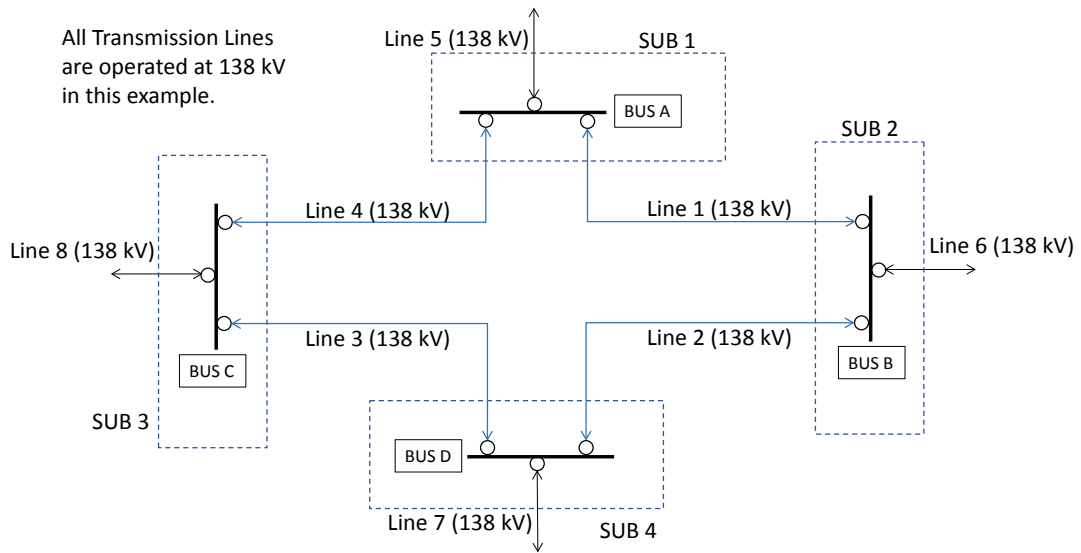 All Transmission Lines
are operated at 138 kV
in this example.
Line 5 (138 kV)
SUB 1
BUS A
SUB 2
Line 4 (138 kV)
Line 1 (138 kV)
Line 8 (138 kV)
Line 6 (138 kV)
Line 3 (138 kV)
Line 2 (138 kV)
BUS C
BUS B
SUB 3
BUS D
Line 7 (138 kV)
SUB 4